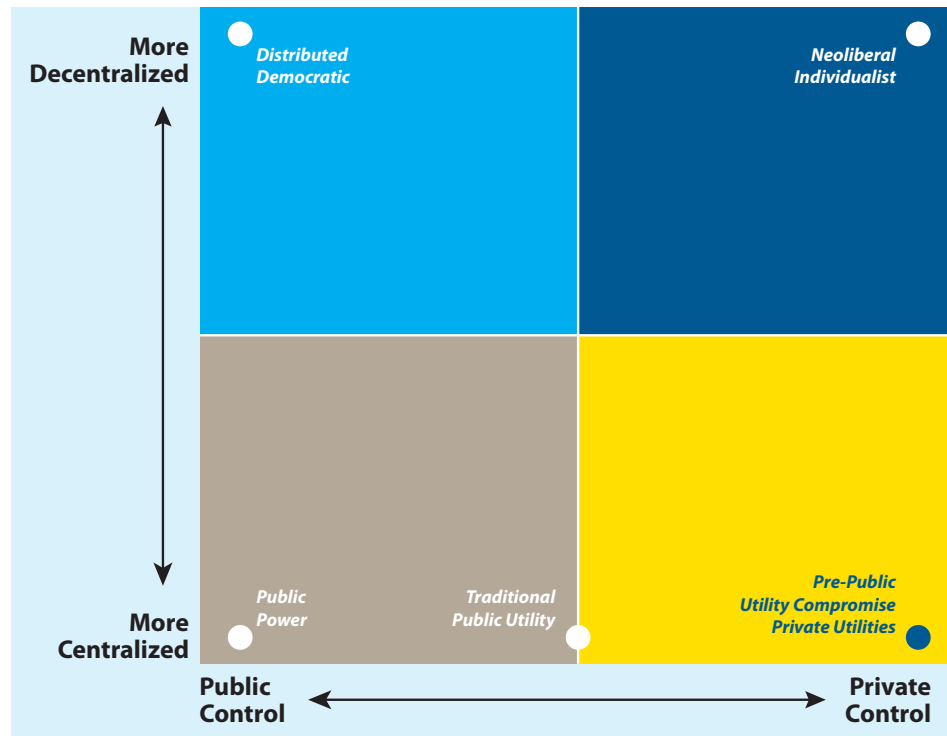 More
Decentralized
Distributed
Democratic
Neoliberal
Individualist
Public
Power
Traditional
Public Utility
Pre-Public
Utility Compromise
Private Utilities
More
Centralized
Public
Control
Private
Control